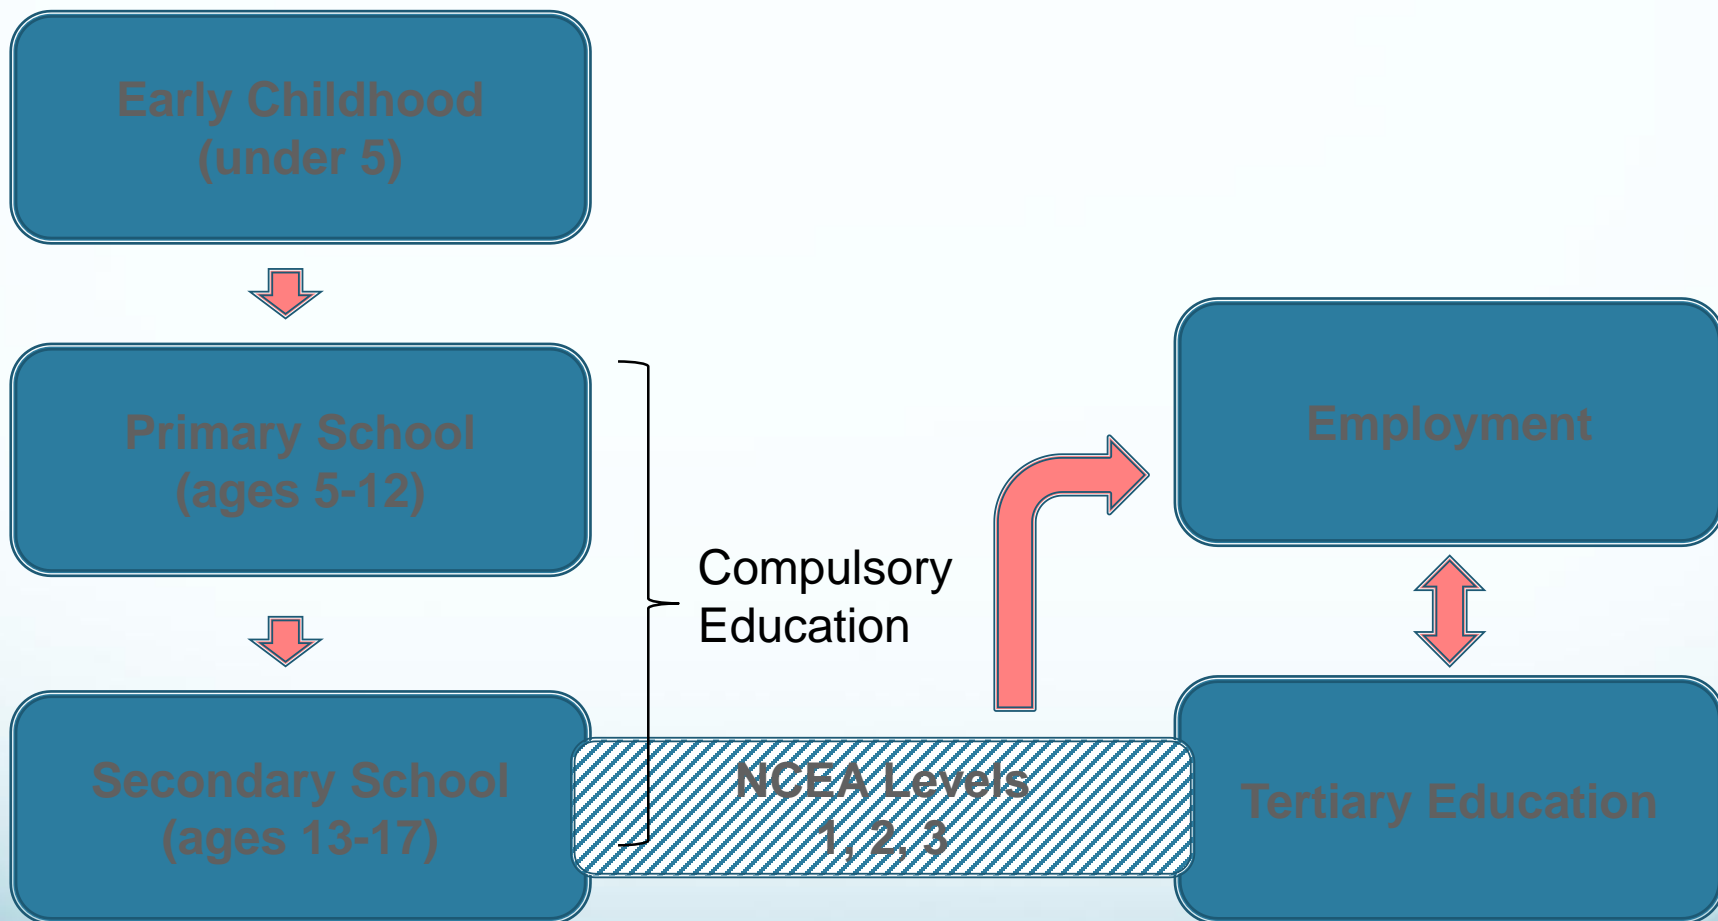 Early Childhood
(under 5)
Primary School
(ages 5-12)
Compulsory
Education
Secondary School
(ages 13-17)
NCEA Levels
1, 2, 3
Employment
Tertiary Education